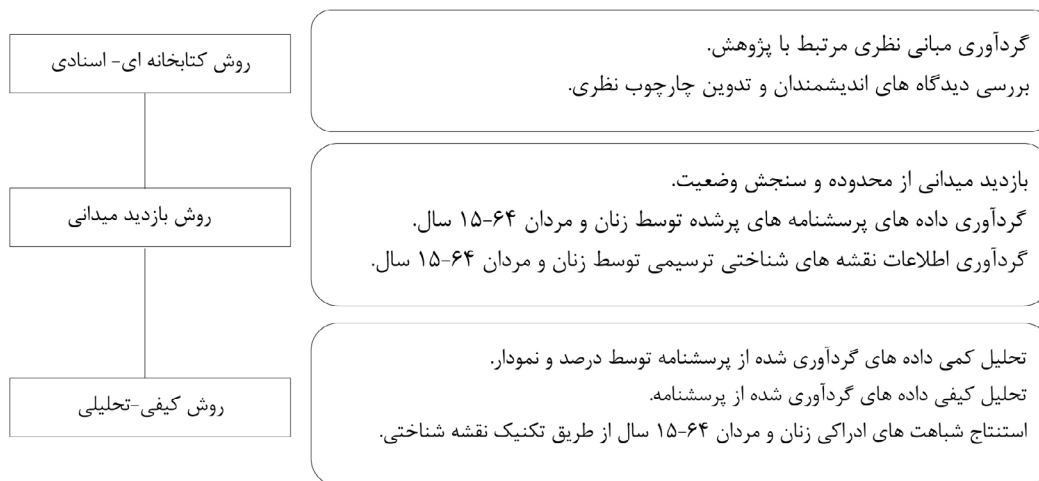 گردآوری مبانی نظری مرتبط با پژوهش.
بررسی دیدگاه های اندیشمندان و تدوین چارچوب نظری.
روش کتابخانه ای- اسنادی
بازدید میدانی از محدوده و سنجش وضعیت.
گردآوری داده های پرسشنامه های پرشده توسط زنان و مردان ۶۴-۱۵ سال.
گردآوری اطلاعات نقشه های شناختی ترسیمی توسط زنان و مردان ۶۴-۱۵ سال.
روش بازدید میدانی
تحلیل کمی داده های گردآوری شده از پرسشنامه توسط درصد و نمودار.
تحلیل کیفی داده های گردآوری شده از پرسشنامه.
استنتاج شباهت های ادراکی زنان و مردان ۶۴-۱۵ سال از طریق تکنیک نقشه شناختی.
روش کیفی-تحلیلی